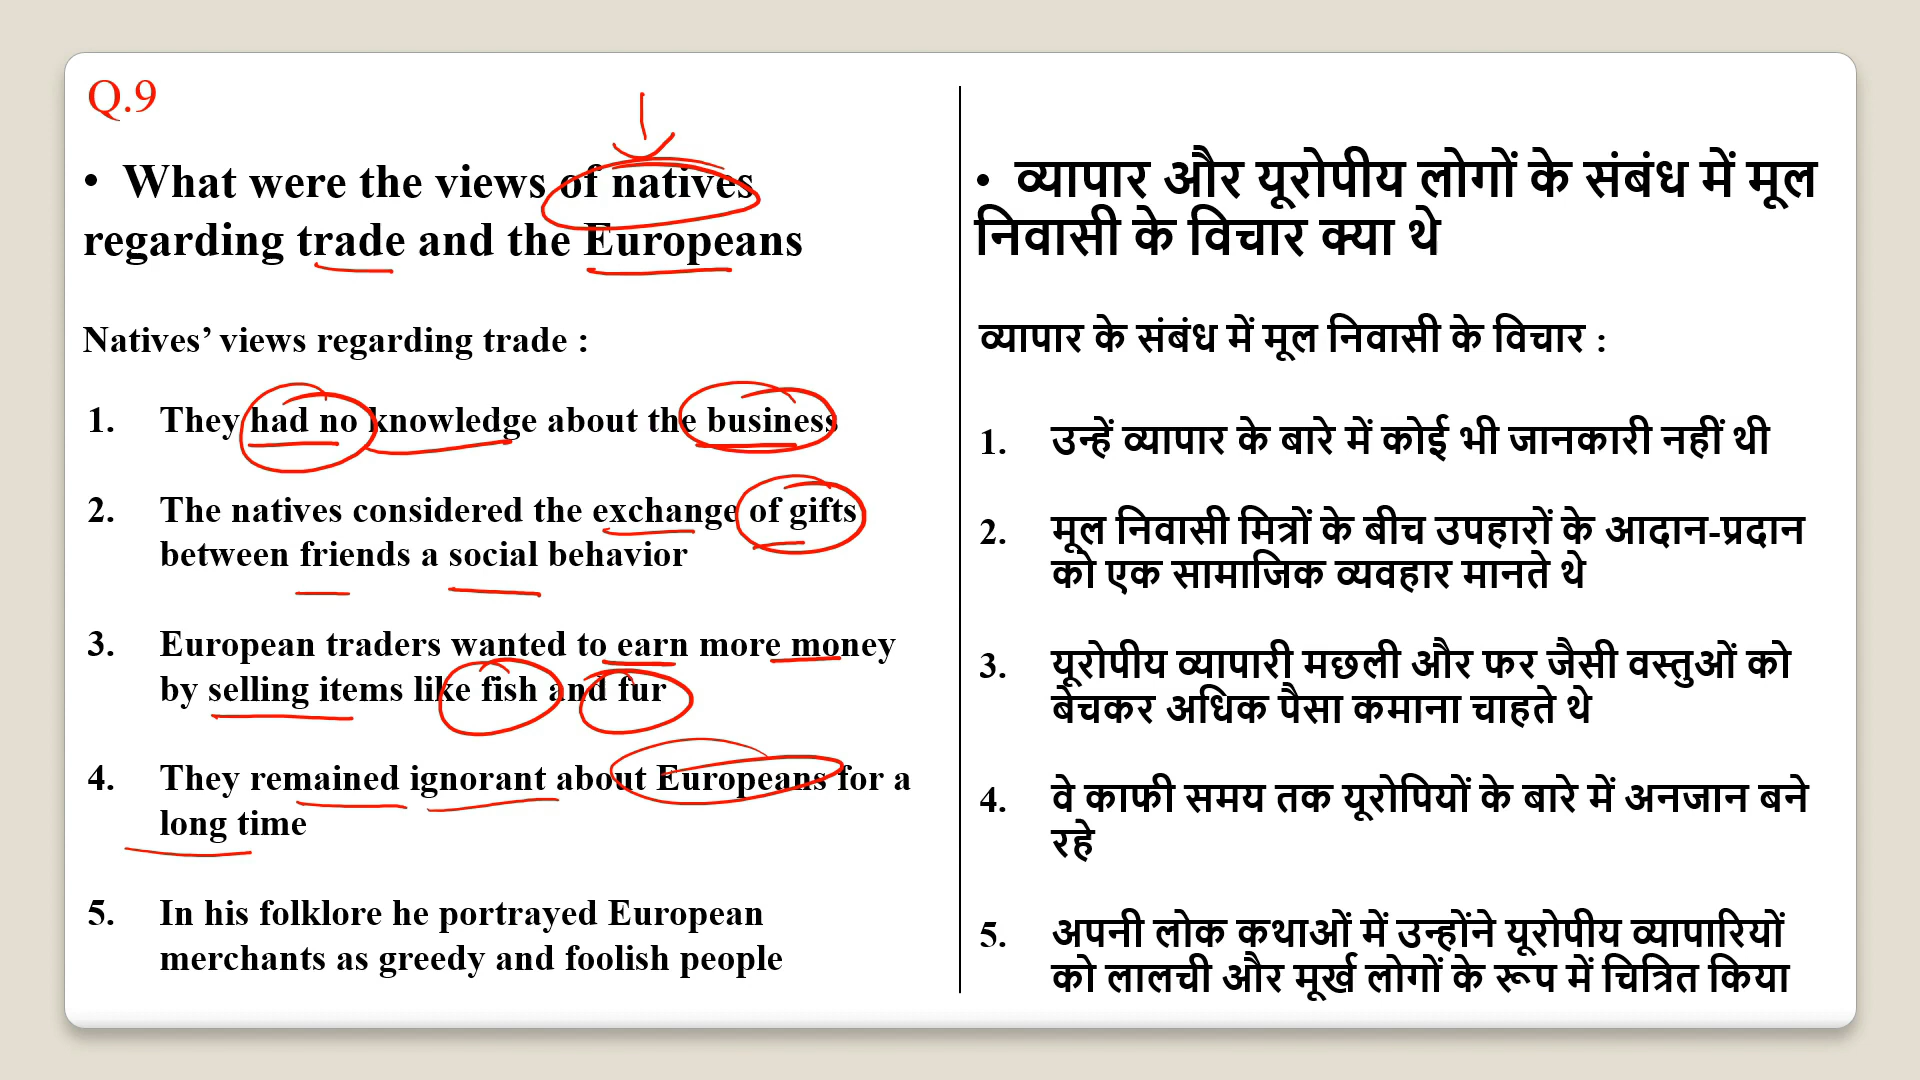 Q.9
• What were the views of natives
regarding trade and the Europeans
Natives’ views regarding trade :
1. They had no knowledge about the business
2. The natives considered the exchange of gifts
between friends a social behavior
3. European traders wanted to earn more money
by selling items like fish and fur
4. They remained ignorant about Europeans for a
long time
5. In his folklore he portrayed European
merchants as greedy and foolish people
• व्यापार और यूरोपीय लोगों के संबंध में मूल
निवासी के विचार क्या थे
व्यापार के संबंध में मूल निवासी के विचार :
1. उन्हें व्यापार के बारे में कोई भी जानकारी नहीं थी
2. मूल निवासी मित्रों के बीच उपहारों के आदान-प्रदान
को एक सामाजिक व्यवहार मानते थे
3. यूरोपीय व्यापारी मछली और फर जैसी वस्तुओं को
बेचकर अधिक पैसा कमाना चाहते थे
4. वे काफी समय तक यूरोपियों के बारे में अनजान बने
रहे
5. अपनी लोक कथाओं में उन्होंने यूरोपीय व्यापारियों
को लालची और मूर्ख लोगों के रूप में चित्रित किया